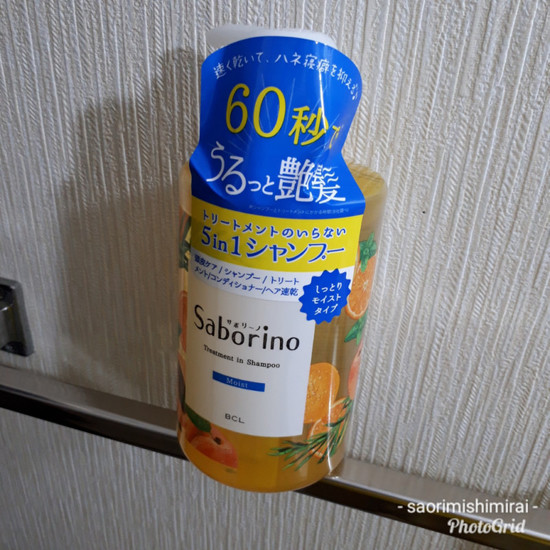 速く乾いて、ハネ寝癖を抑える♪
60秒で
うるっと艶髪
トリートメントのいらない
5in1シャンプー
頭皮ケア/シャンプー/トリート
メント/コンディショナー/ヘア速乾
しっとり
モイスト
タイプ
サボリーノ
Saborino
Treatment in Shampoo
Moist
BCL
- saorimishimirai -
PhotoGrid